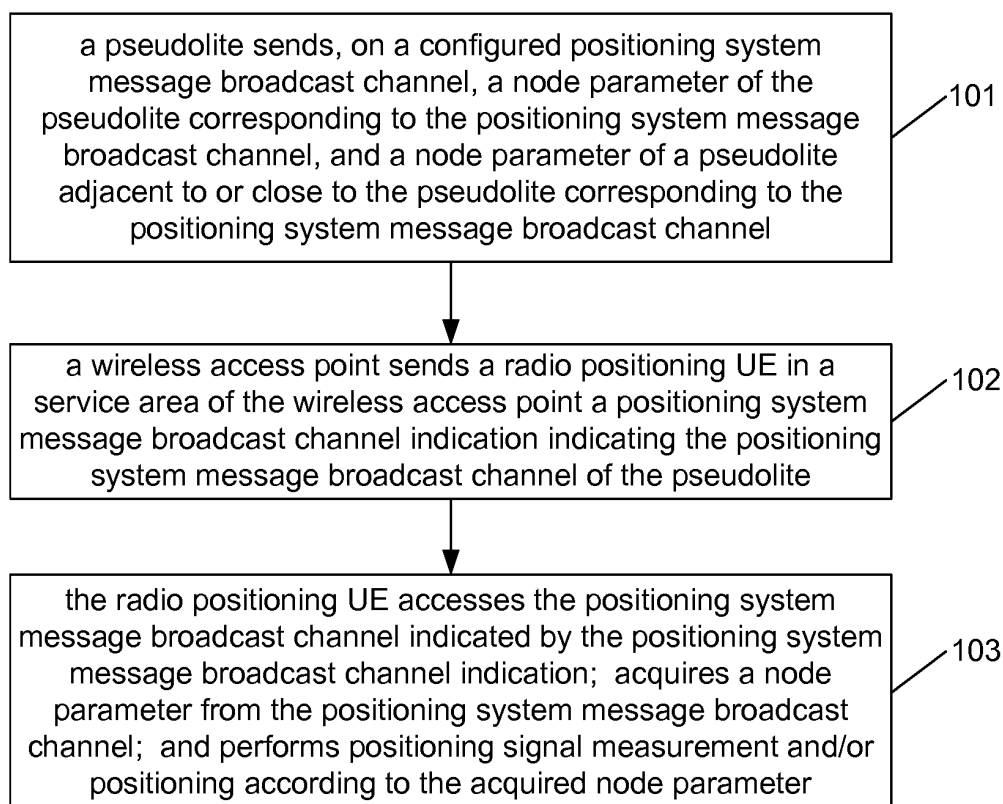 a pseudolite sends, on a configured positioning system
message broadcast channel, a node parameter of the
pseudolite corresponding to the positioning system message
broadcast channel, and a node parameter of a pseudolite
adjacent to or close to the pseudolite corresponding to the
positioning system message broadcast channel
101
a wireless access point sends a radio positioning UE in a
service area of the wireless access point a positioning system
message broadcast channel indication indicating the positioning
system message broadcast channel of the pseudolite
102
the radio positioning UE accesses the positioning system
message broadcast channel indicated by the positioning system
message broadcast channel indication; acquires a node
parameter from the positioning system message broadcast
channel; and performs positioning signal measurement and/or
positioning according to the acquired node parameter
103